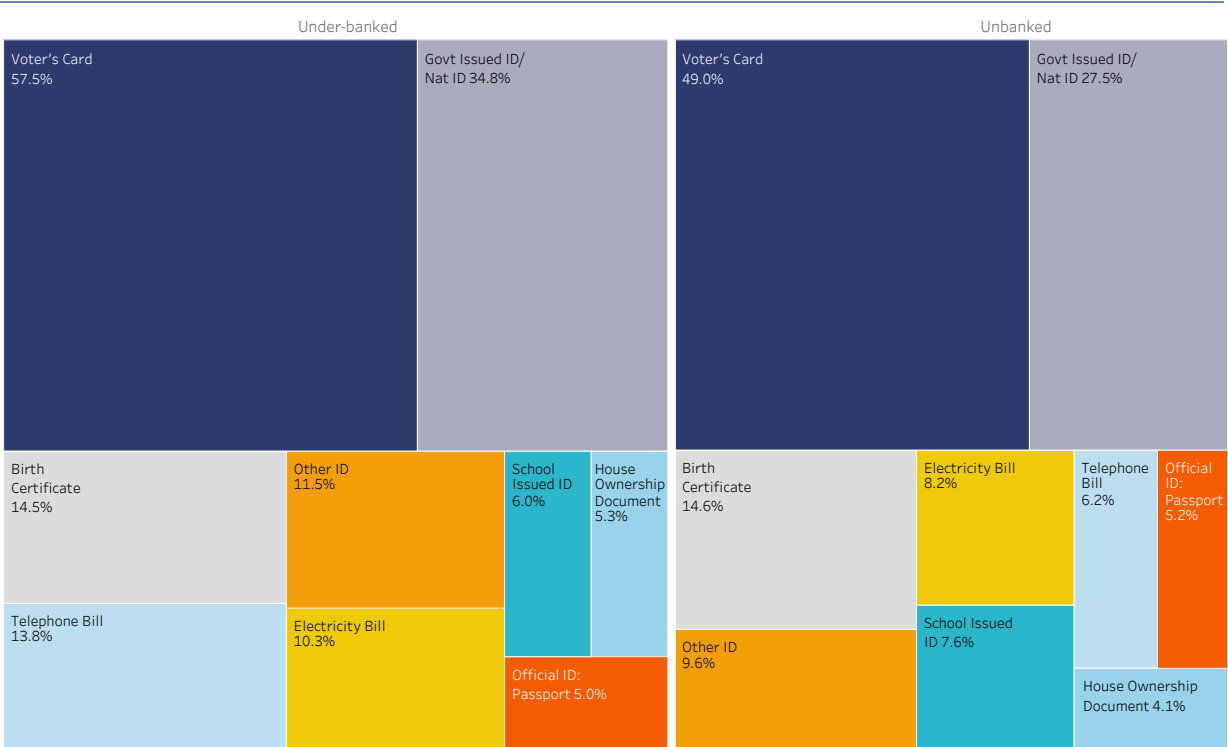 Under-banked
Voter's Card
57.5%
Govt Issued ID/
Nat ID 34.8%
Birth
Certificate
14.5%
Telephone Bill
13.8%
Other ID
11.5%
Electricity Bill
10.3%
School
Issued ID
6.0%
House
Ownership
Document
5.3%
Official ID:
Passport 5.0%
Unbanked
Voter's Card
49.0%
Govt Issued ID/
Nat ID 27.5%
Birth
Certificate
14.6%
Other ID
9.6%
Electricity Bill
8.2%
School Issued
ID 7.6%
Telephone
Bill
6.2%
Official
ID:
Passport
5.2%
House Ownership
Document 4.1%